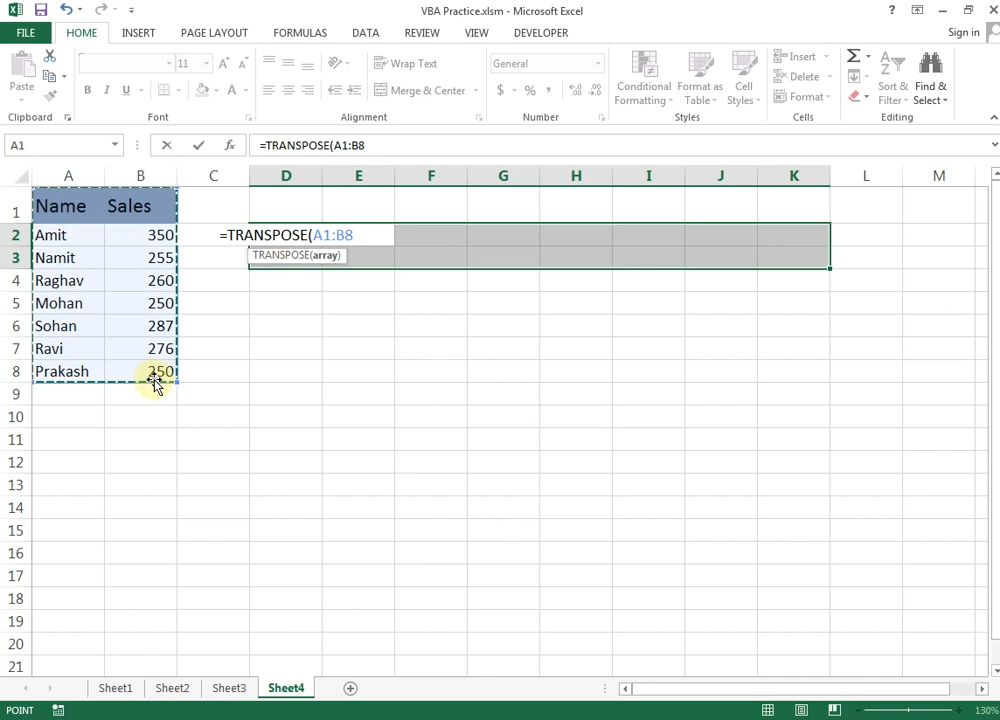 VBA Practice.xlsm - Microsoft Excel
?
FILE HOME INSERT PAGE LAYOUT FORMULAS DATA REVIEW VIEW DEVELOPER Sign in
Paste
Clipboard
11 A A
B I U A
Font
Wrap Text
Merge & Center
Alignment
General
$ % , .0 .00
Number
Conditional Formatting
Format as Table
Cell Styles
Styles
Insert
Delete
Format
Cells
Σ
Sort & Filter
Find & Select
Editing
A1 fx =TRANSPOSE(A1:B8
A B C D E F G H I J K L M
1 Name Sales
2 Amit 350 =TRANSPOSE(A1:B8
3 Namit 255 TRANSPOSE(array)
4 Raghav 260
5 Mohan 250
6 Sohan 287
7 Ravi 276
8 Prakash 250
9
10
11
12
13
14
15
16
17
18
19
20
21
Sheet1 Sheet2 Sheet3 Sheet4
POINT 130%